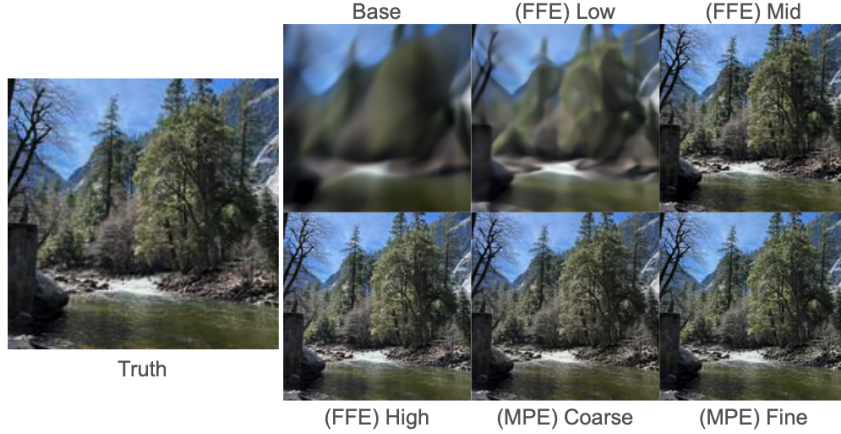 Base
(FFE) Low
(FFE) Mid
Truth
(FFE) High
(MPE) Coarse
(MPE) Fine